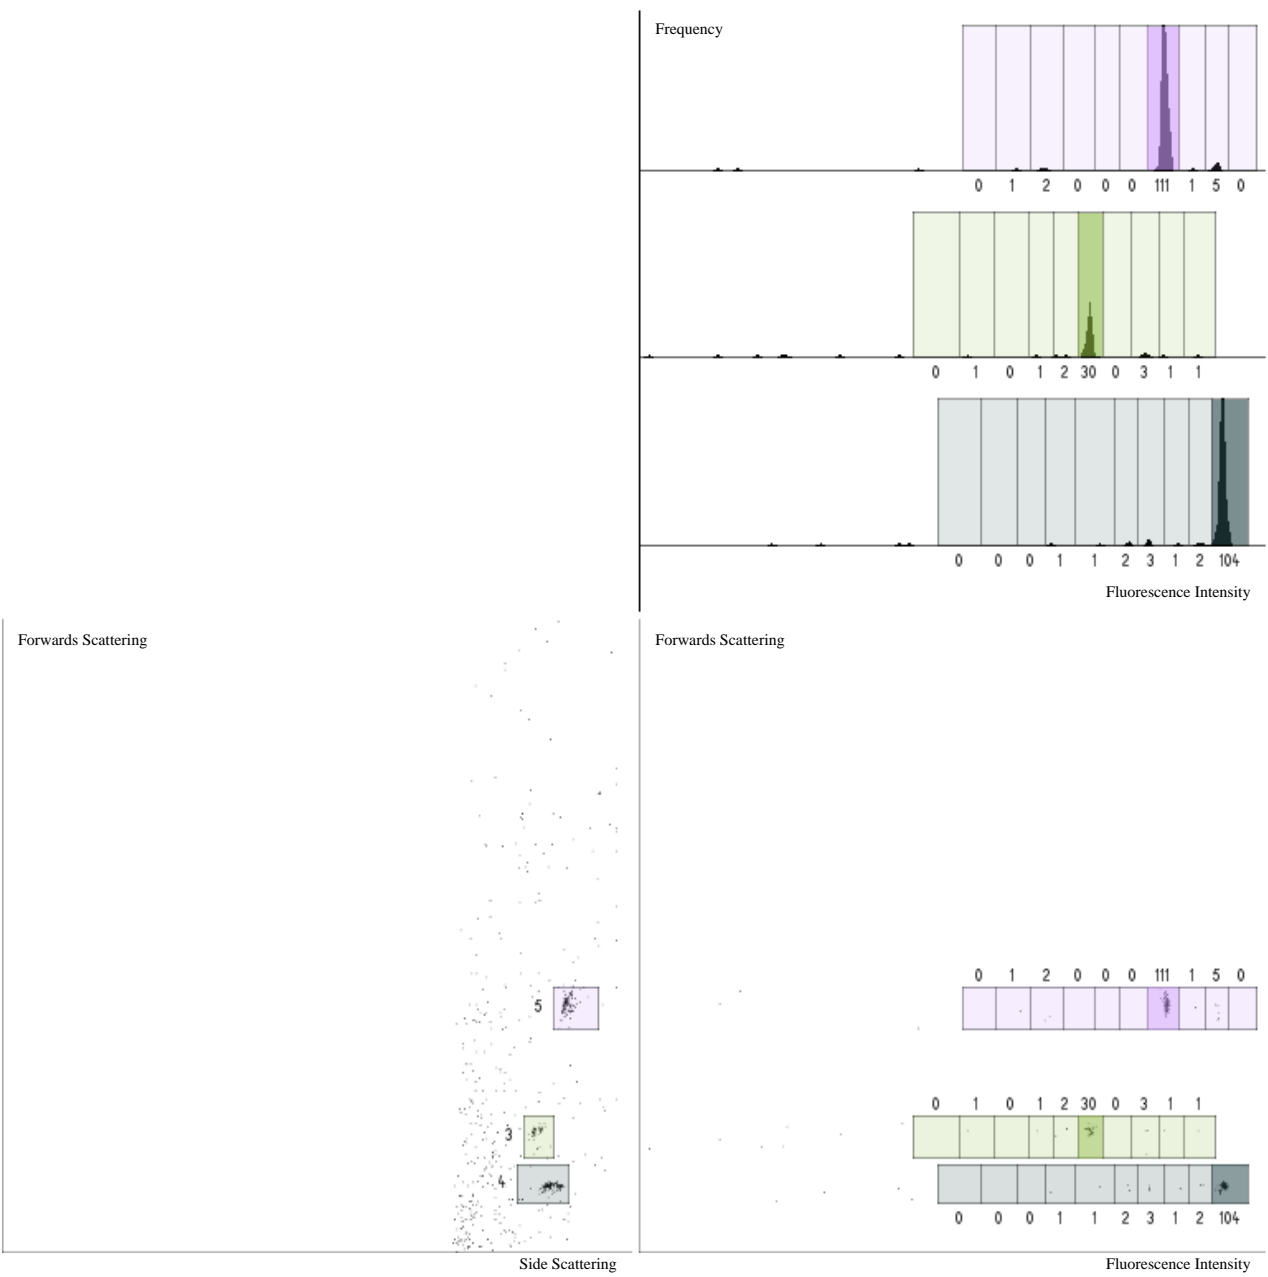 Frequency
0 1 2 0 0 0 111 1 5 0
0 1 0 1 2 30 0 3 1 1
0 0 0 1 1 2 3 1 2 104
Fluorescence Intensity
Forwards Scattering
5
3
4
Side Scattering
Forwards Scattering
0 1 2 0 0 0 111 1 5 0
0 1 0 1 2 30 0 3 1 1
0 0 0 1 1 2 3 1 2 104
Fluorescence Intensity